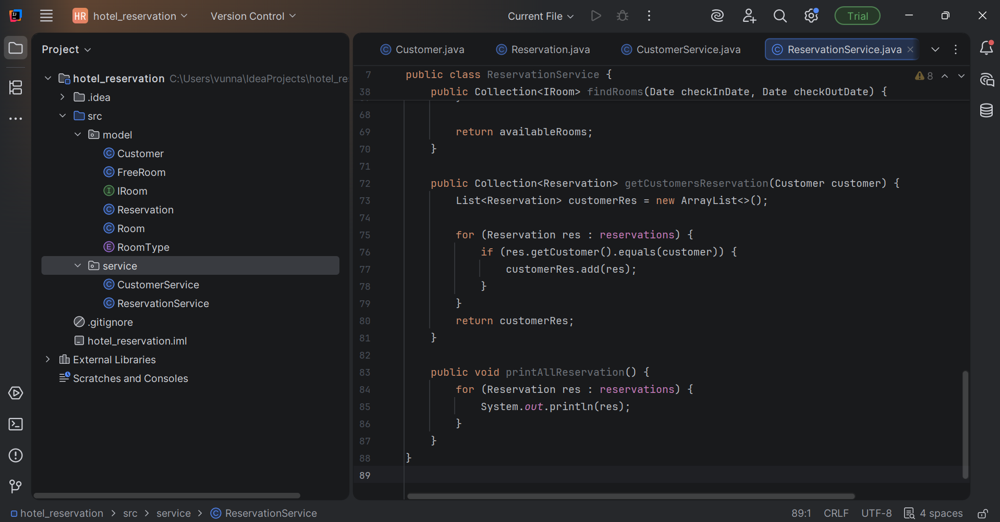 HR hotel_reservation Version Control Current File Trial
Project
hotel_reservation C:\Users\vunna\IdeaProjects\hotel_re
.idea
src
model
Customer
FreeRoom
IRoom
Reservation
Room
RoomType
service
CustomerService
ReservationService
.gitignore
hotel_reservation.iml
External Libraries
Scratches and Consoles
Customer.java Reservation.java CustomerService.java ReservationService.java
7 public class ReservationService { 8
38 public Collection<IRoom> findRooms(Date checkInDate, Date checkOutDate) {
68
69 return availableRooms;
70 }
71
72 public Collection<Reservation> getCustomersReservation(Customer customer) {
73 List<Reservation> customerRes = new ArrayList<>();
74
75 for (Reservation res : reservations) {
76 if (res.getCustomer().equals(customer)) {
77 customerRes.add(res);
78 }
79 }
80 return customerRes;
81 }
82
83 public void printAllReservation() {
84 for (Reservation res : reservations) {
85 System.out.println(res);
86 }
87 }
88 }
89
hotel_reservation > src > service > ReservationService 89:1 CRLF UTF-8 4 spaces